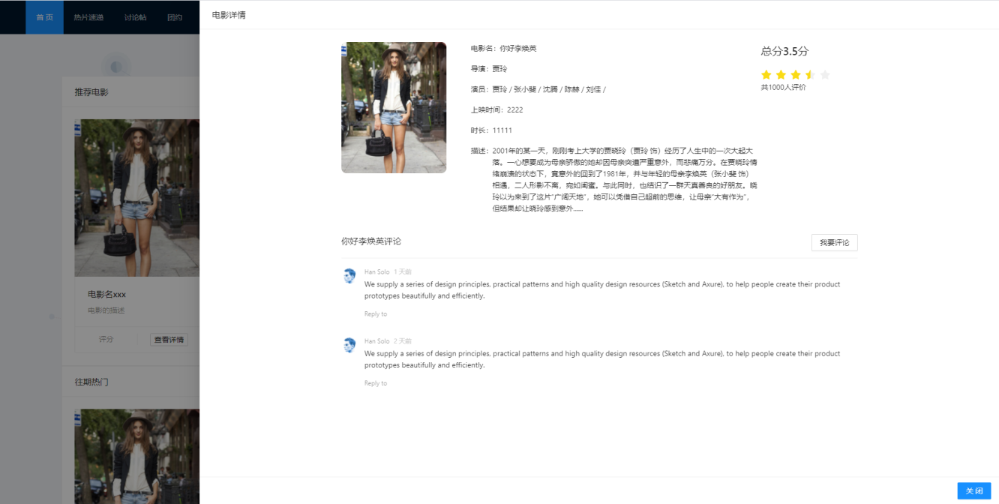 首 页 热片速递 讨论帖 团约
电影详情
推荐电影
电影名xxx
电影的描述
评分
查看详情
往期热门
电影名：你好李焕英
导演：贾玲
演员：贾玲 / 张小斐 / 沈腾 / 陈赫 / 刘佳 /
上映时间：2222
时长：11111
描述：2001年的某一天，刚刚考上大学的贾晓玲（贾玲 饰）经历了人生中的一次大起大
落。一心想要成为母亲骄傲的她却因母亲突遭严重意外，而悲痛万分。在贾晓玲情
绪崩溃的状态下，竟意外的回到了1981年，并与年轻的母亲李焕英（张小斐 饰）
相遇，二人形影不离，宛如闺蜜。与此同时，也结识了一群天真善良的好朋友。晓
玲以为来到了这片“广阔天地”，她可以凭借自己超前的思维，让母亲“大有作为”，
但结果却让晓玲感到意外......
总分3.5分
共1000人评价
你好李焕英评论
我要评论
Han Solo 1 天前
We supply a series of design principles, practical patterns and high quality design resources (Sketch and Axure), to help people create their product
prototypes beautifully and efficiently.
Reply to
Han Solo 2 天前
We supply a series of design principles, practical patterns and high quality design resources (Sketch and Axure), to help people create their product
prototypes beautifully and efficiently.
Reply to
关 闭